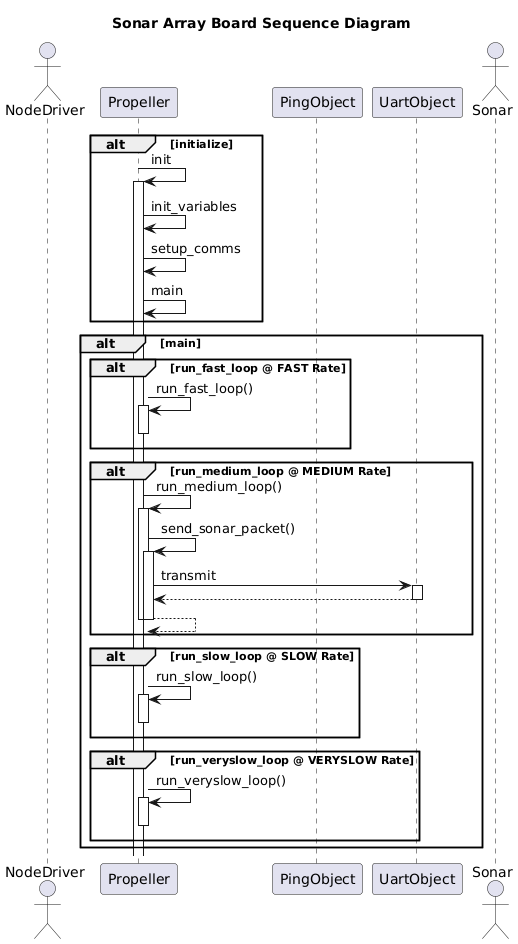 Sonar Array Board Sequence Diagram
NodeDriver
Propeller
PingObject
UartObject
Sonar
alt [initialize]
init
init_variables
setup_comms
main
alt [main]
alt [run_fast_loop @ FAST Rate]
run_fast_loop()
alt [run_medium_loop @ MEDIUM Rate]
run_medium_loop()
send_sonar_packet()
transmit
alt [run_slow_loop @ SLOW Rate]
run_slow_loop()
alt [run_veryslow_loop @ VERYSLOW Rate]
run_veryslow_loop()
NodeDriver
Propeller
PingObject
UartObject
Sonar